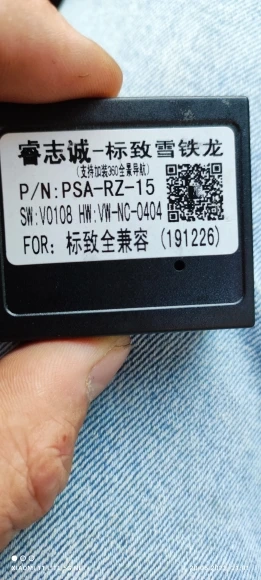 睿志诚-标致雪铁龙
(支持加装360全景导航)
P/N:PSA-RZ-15
SW:V0108 HW:VW-NC-0404
FOR: 标致全兼容 (191226)